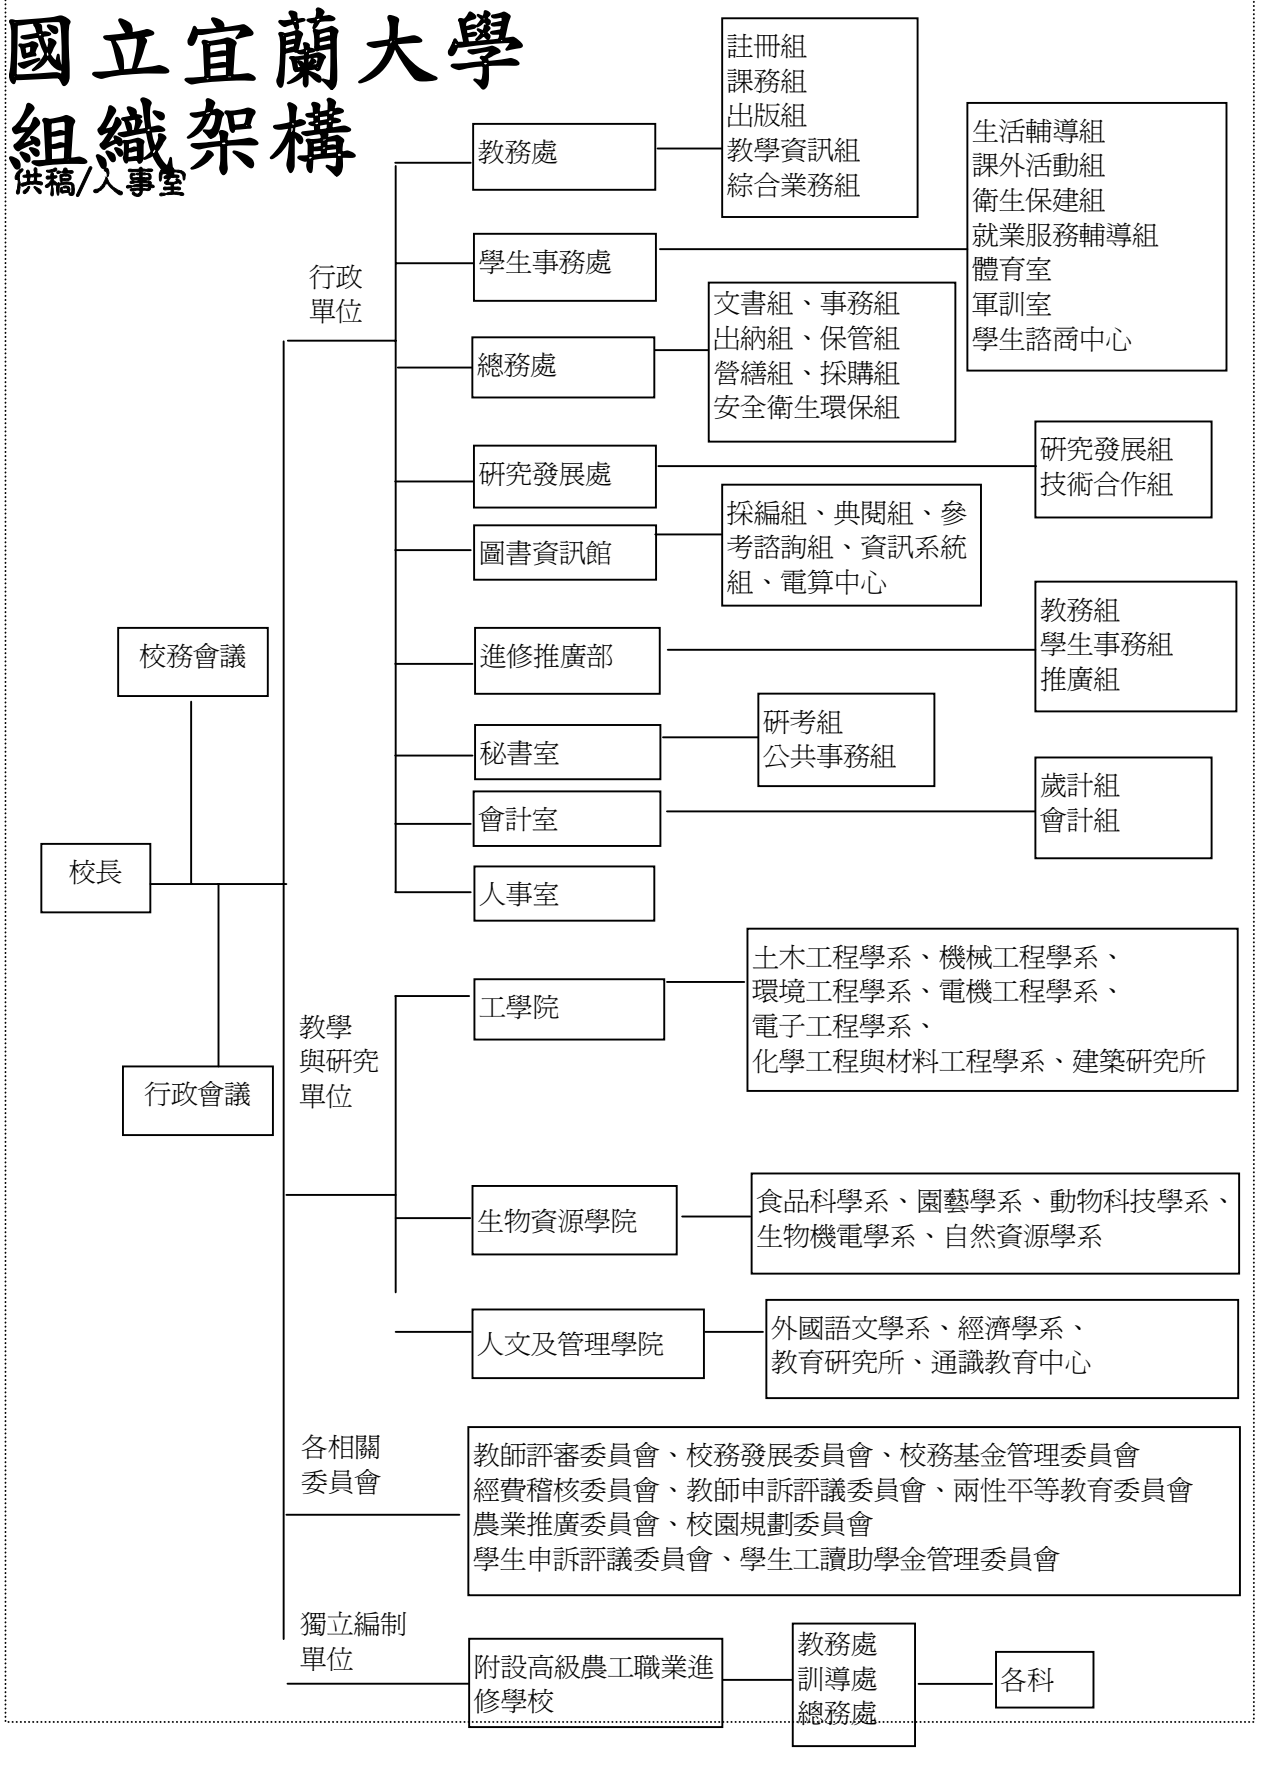 國立宜蘭大學
組織架構
供稿/人事室
校長
校務會議
行政會議
行政
單位
教務處
註冊組
課務組
出版組
教學資訊組
綜合業務組
學生事務處
生活輔導組
課外活動組
衛生保建組
就業服務輔導組
體育室
軍訓室
學生諮商中心
總務處
文書組、事務組
出納組、保管組
營繕組、採購組
安全衛生環保組
研究發展處
研究發展組
技術合作組
圖書資訊館
採編組、典閱組、參
考諮詢組、資訊系統
組、電算中心
進修推廣部
教務組
學生事務組
推廣組
秘書室
研考組
公共事務組
會計室
歲計組
會計組
人事室
教學
與研究
單位
工學院
土木工程學系、機械工程學系、
環境工程學系、電機工程學系、
電子工程學系、
化學工程與材料工程學系、建築研究所
生物資源學院
食品科學系、園藝學系、動物科技學系、
生物機電學系、自然資源學系
人文及管理學院
外國語文學系、經濟學系、
教育研究所、通識教育中心
各相關
委員會
教師評審委員會、校務發展委員會、校務基金管理委員會
經費稽核委員會、教師申訴評議委員會、兩性平等教育委員會
農業推廣委員會、校園規劃委員會
學生申訴評議委員會、學生工讀助學金管理委員會
獨立編制
單位
附設高級農工職業進
修學校
教務處
訓導處
總務處
各科